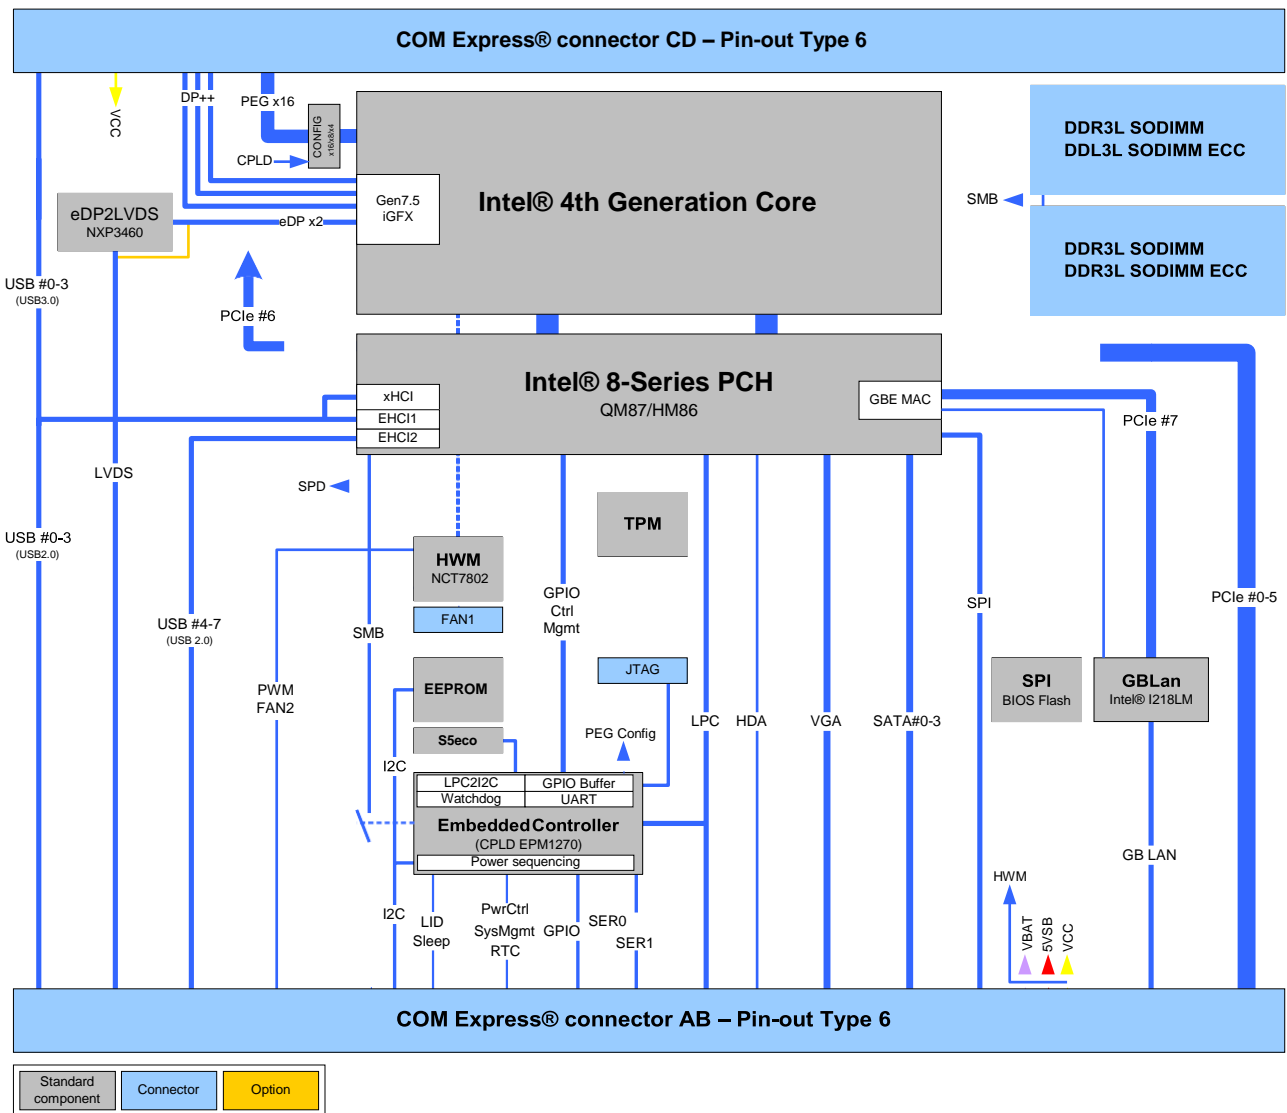 COM Express® connector CD – Pin-out Type 6
DP++
PEG x16
VCC
CONFIG
x16/x8/x4
CPLD
DDR3L SODIMM
DDL3L SODIMM ECC
Intel® 4th Generation Core
Gen7.5
iGFX
SMB
eDP2LVDS
NXP3460
eDP x2
DDR3L SODIMM
DDR3L SODIMM ECC
USB #0-3
(USB3.0)
PCIe #6
Intel® 8-Series PCH
QM87/HM86
xHCI
EHCI1
EHCI2
GBE MAC
PCIe #7
LVDS
SPD
TPM
USB #0-3
(USB2.0)
HWM
NCT7802
FAN1
GPIO
Ctrl
Mgmt
SPI
PCIe #0-5
USB #4-7
(USB 2.0)
SMB
JTAG
EEPROM
SPI
BIOS Flash
GBLan
Intel® I218LM
PWM
FAN2
S5eco
PEG Config
LPC
HDA
VGA
SATA#0-3
I2C
LPC2I2C
GPIO Buffer
Watchdog
UART
Embedded Controller
(CPLD EPM1270)
Power sequencing
GB LAN
HWM
I2C
LID
Sleep
PwrCtrl
SysMgmt
RTC
GPIO
SER0
SER1
VBAT
5VSB
VCC
COM Express® connector AB – Pin-out Type 6
Standard
component
Connector
Option